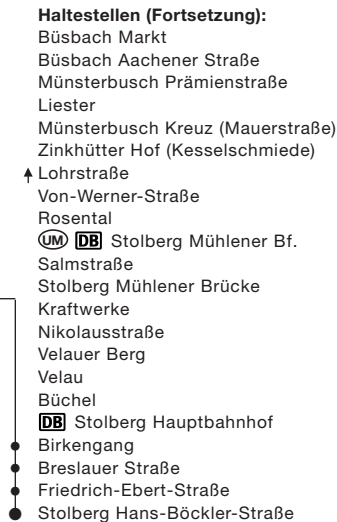 Haltestellen (Fortsetzung):
Büsbach Markt
Büsbach Aachener Straße
Münsterbusch Prämienstraße
Liester
Münsterbusch Kreuz (Mauerstraße)
Zinkhütter Hof (Kesselschmiede)
Lohrstraße
Von-Werner-Straße
Rosental
UM DB Stolberg Mühlener Bf.
Salmstraße
Stolberg Mühlener Brücke
Kraftwerke
Nikolausstraße
Velauer Berg
Velau
Büchel
DB Stolberg Hauptbahnhof
Birkengang
Breslauer Straße
Friedrich-Ebert-Straße
Stolberg Hans-Böckler-Straße